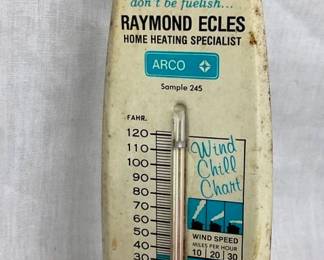 don't be fuelish...
RAYMOND ECLES
HOME HEATING SPECIALIST
ARCO
Sample 245
FAHR.
120
110
100
90
80
70
60
50
40
30
Wind
Chill
Chart
WIND SPEED
MILES PER HOUR
10 20 30